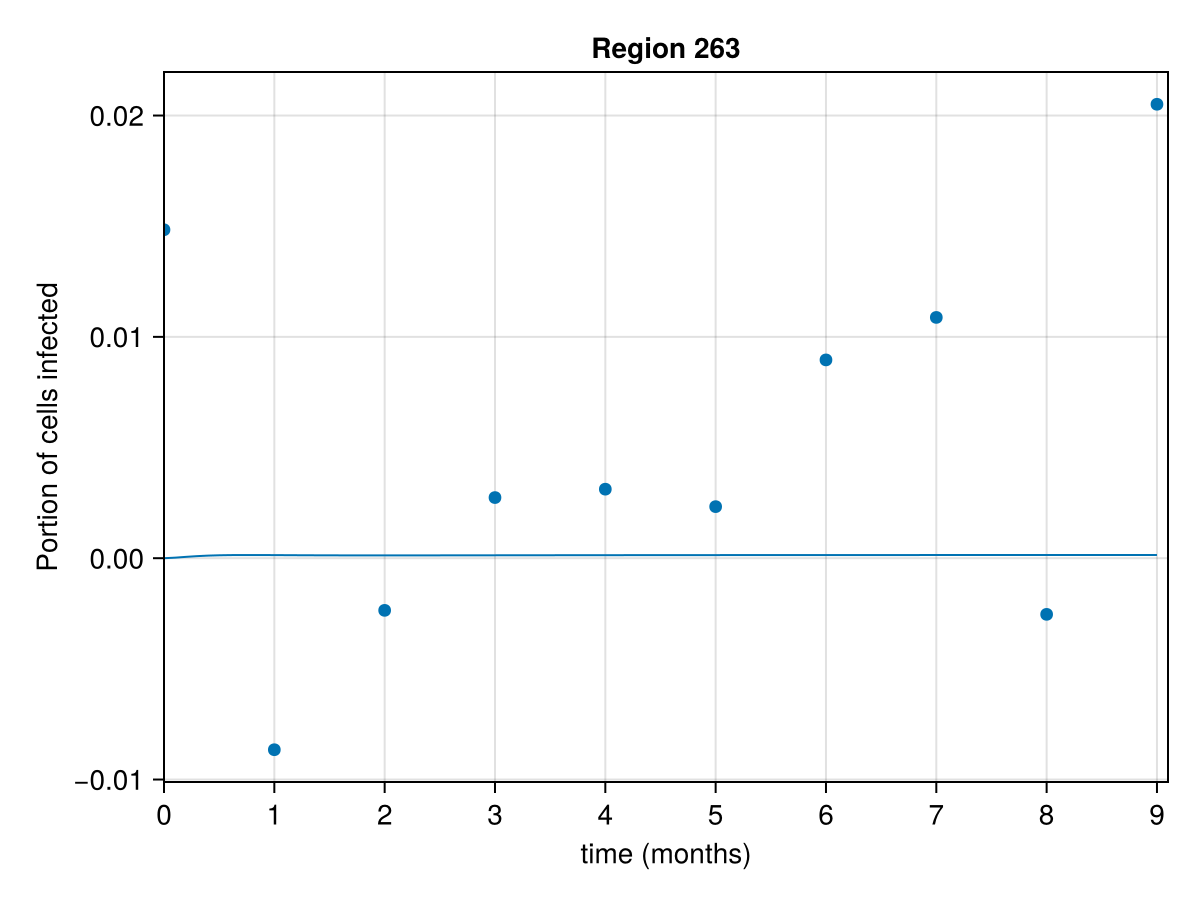 Region 263
Portion of cells infected
0.02
0.01
0.00
−0.01
0 1 2 3 4 5 6 7 8 9
time (months)